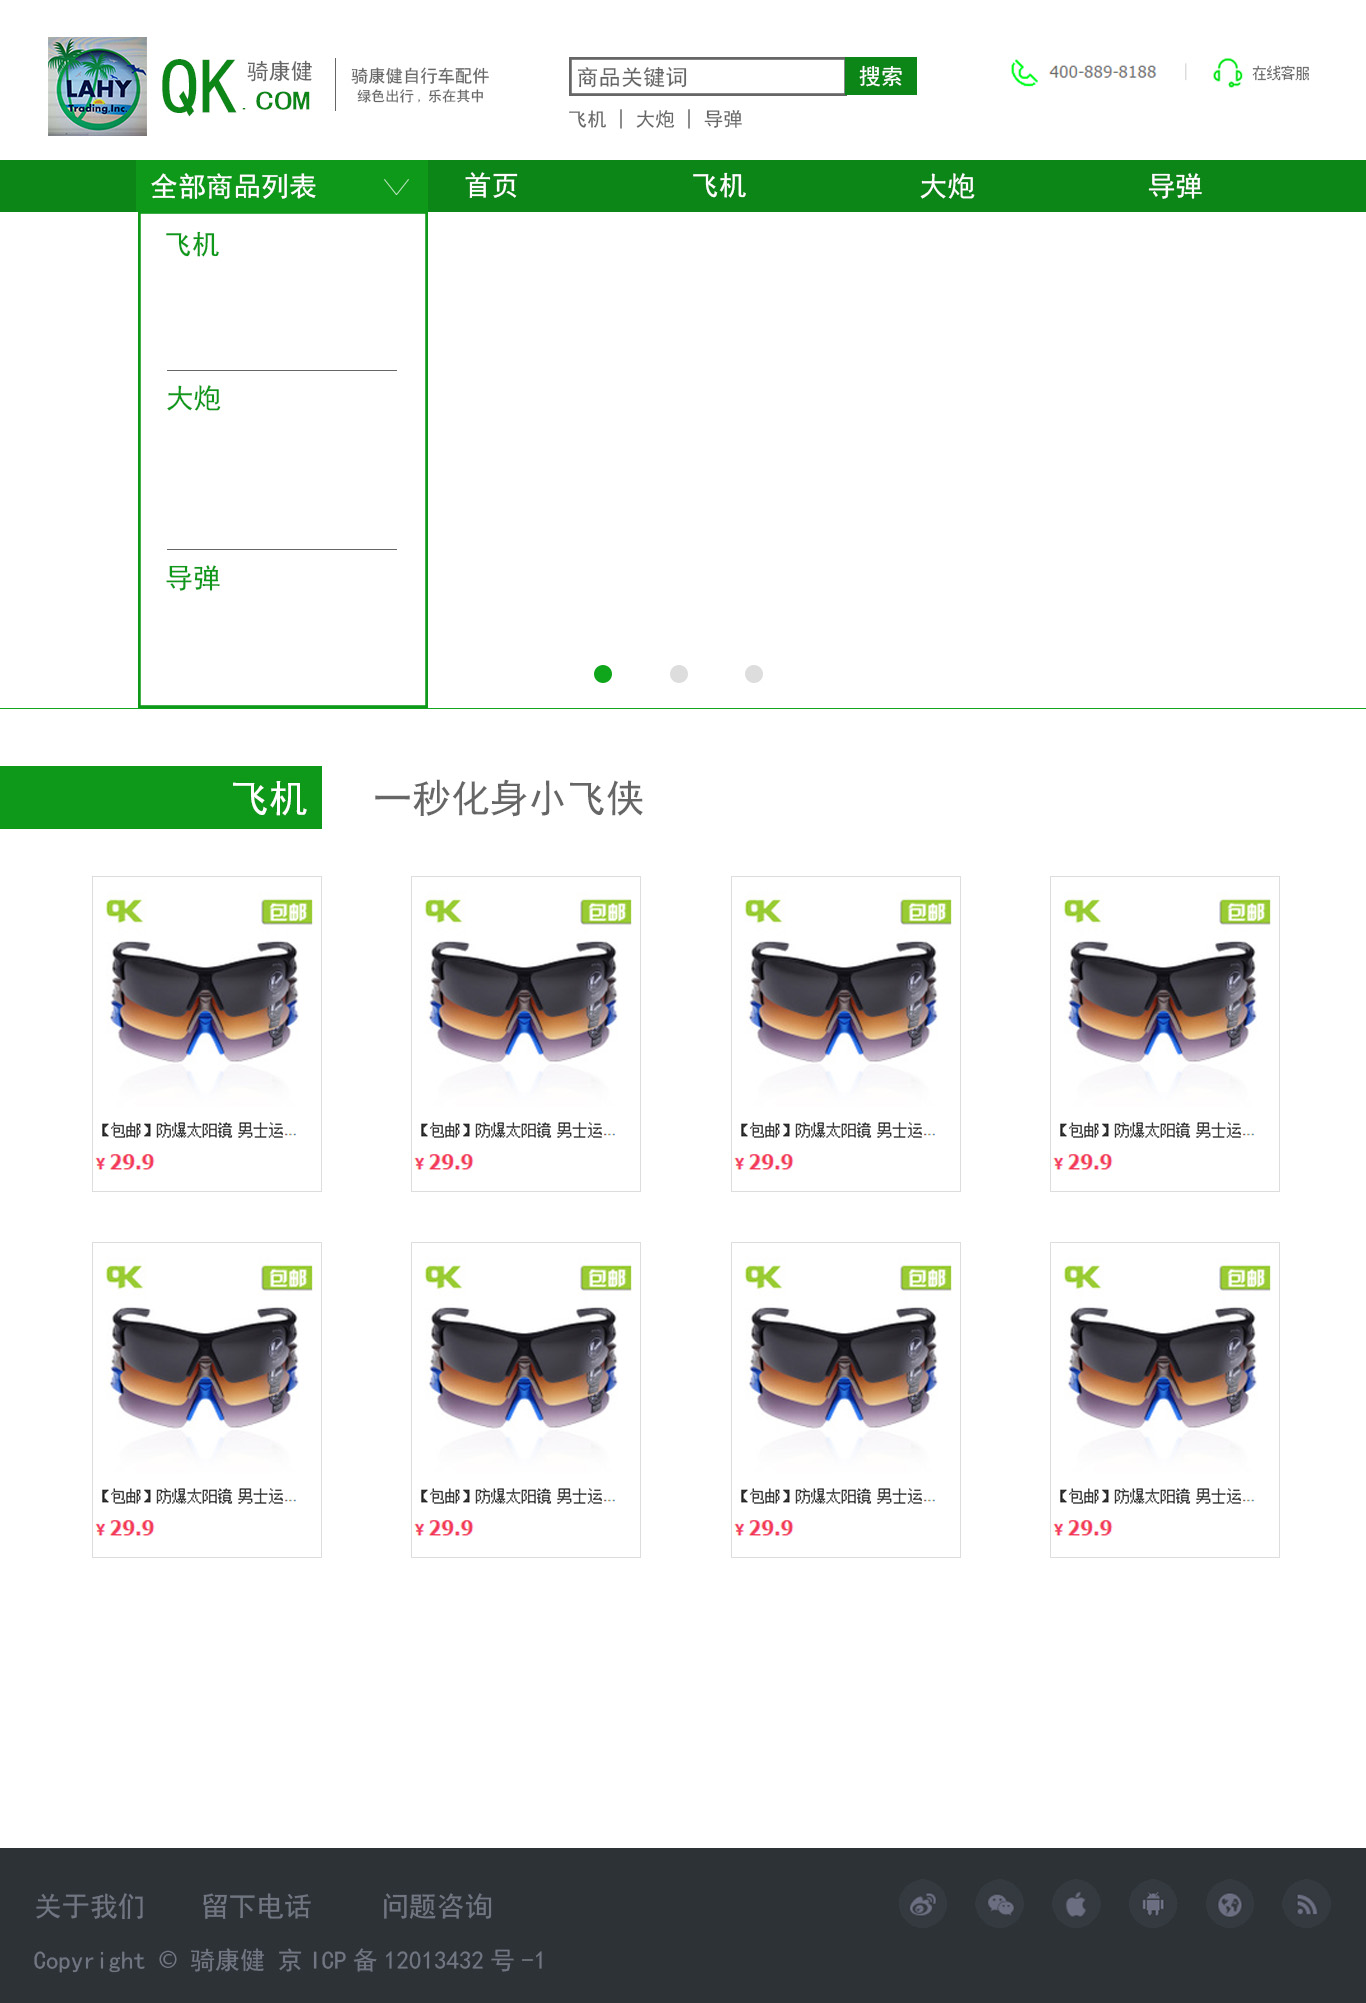 LAHY
Trading.Inc.
QK 骑康健
.COM
骑康健自行车配件
绿色出行，乐在其中
商品关键词 搜索
飞机 | 大炮 | 导弹
400-889-8188 | 在线客服
全部商品列表 首页 飞机 大炮 导弹
飞机
大炮
导弹
飞机 一秒化身小飞侠
QK 包邮 QK 包邮 QK 包邮 QK 包邮
【包邮】防爆太阳镜 男士运... 【包邮】防爆太阳镜 男士运... 【包邮】防爆太阳镜 男士运... 【包邮】防爆太阳镜 男士运...
¥ 29.9 ¥ 29.9 ¥ 29.9 ¥ 29.9
QK 包邮 QK 包邮 QK 包邮 QK 包邮
【包邮】防爆太阳镜 男士运... 【包邮】防爆太阳镜 男士运... 【包邮】防爆太阳镜 男士运... 【包邮】防爆太阳镜 男士运...
¥ 29.9 ¥ 29.9 ¥ 29.9 ¥ 29.9
关于我们 留下电话 问题咨询
Copyright © 骑康健 京ICP备12013432号-1